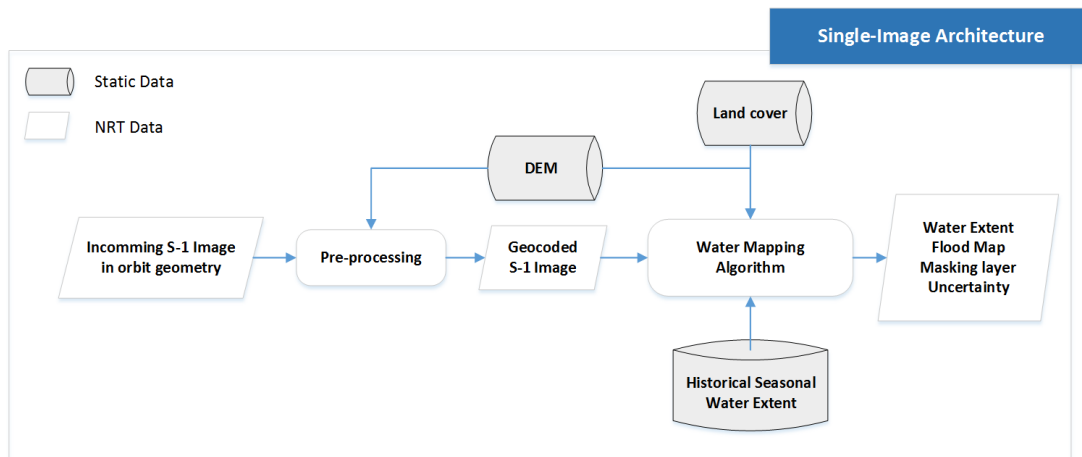 Single-Image Architecture
Static Data
NRT Data
Land cover
DEM
Incomming S-1 Image
in orbit geometry
Pre-processing
Geocoded
S-1 Image
Water Mapping
Algorithm
Water Extent
Flood Map
Masking layer
Uncertainty
Historical Seasonal
Water Extent